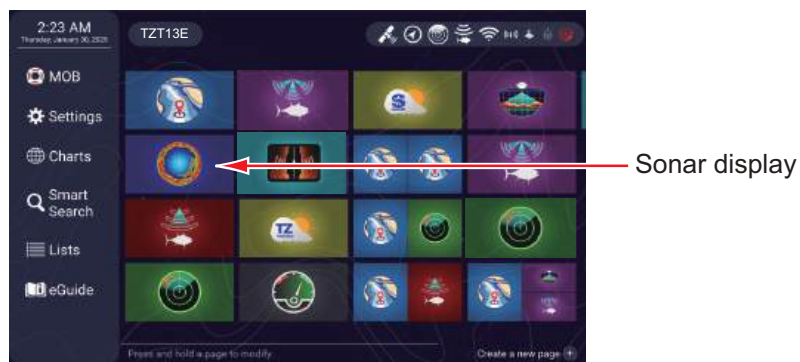 2:23 AM
Thursday, January 30, 2025
TZT13E
MOB
Settings
Charts
Smart
Search
Lists
eGuide
S
TZ
Sonar display
Press and hold a page to modify
Create a new page +